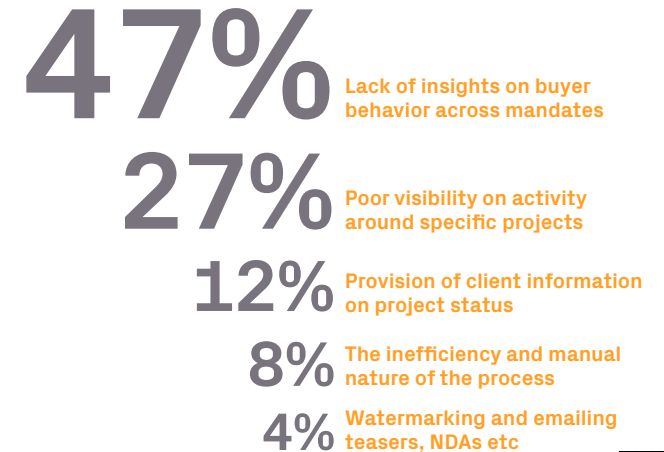 47%
Lack of insights on buyer
behavior across mandates
27%
Poor visibility on activity
around specific projects
12%
Provision of client information
on project status
8%
The inefficiency and manual
nature of the process
4%
Watermarking and emailing
teasers, NDAs etc